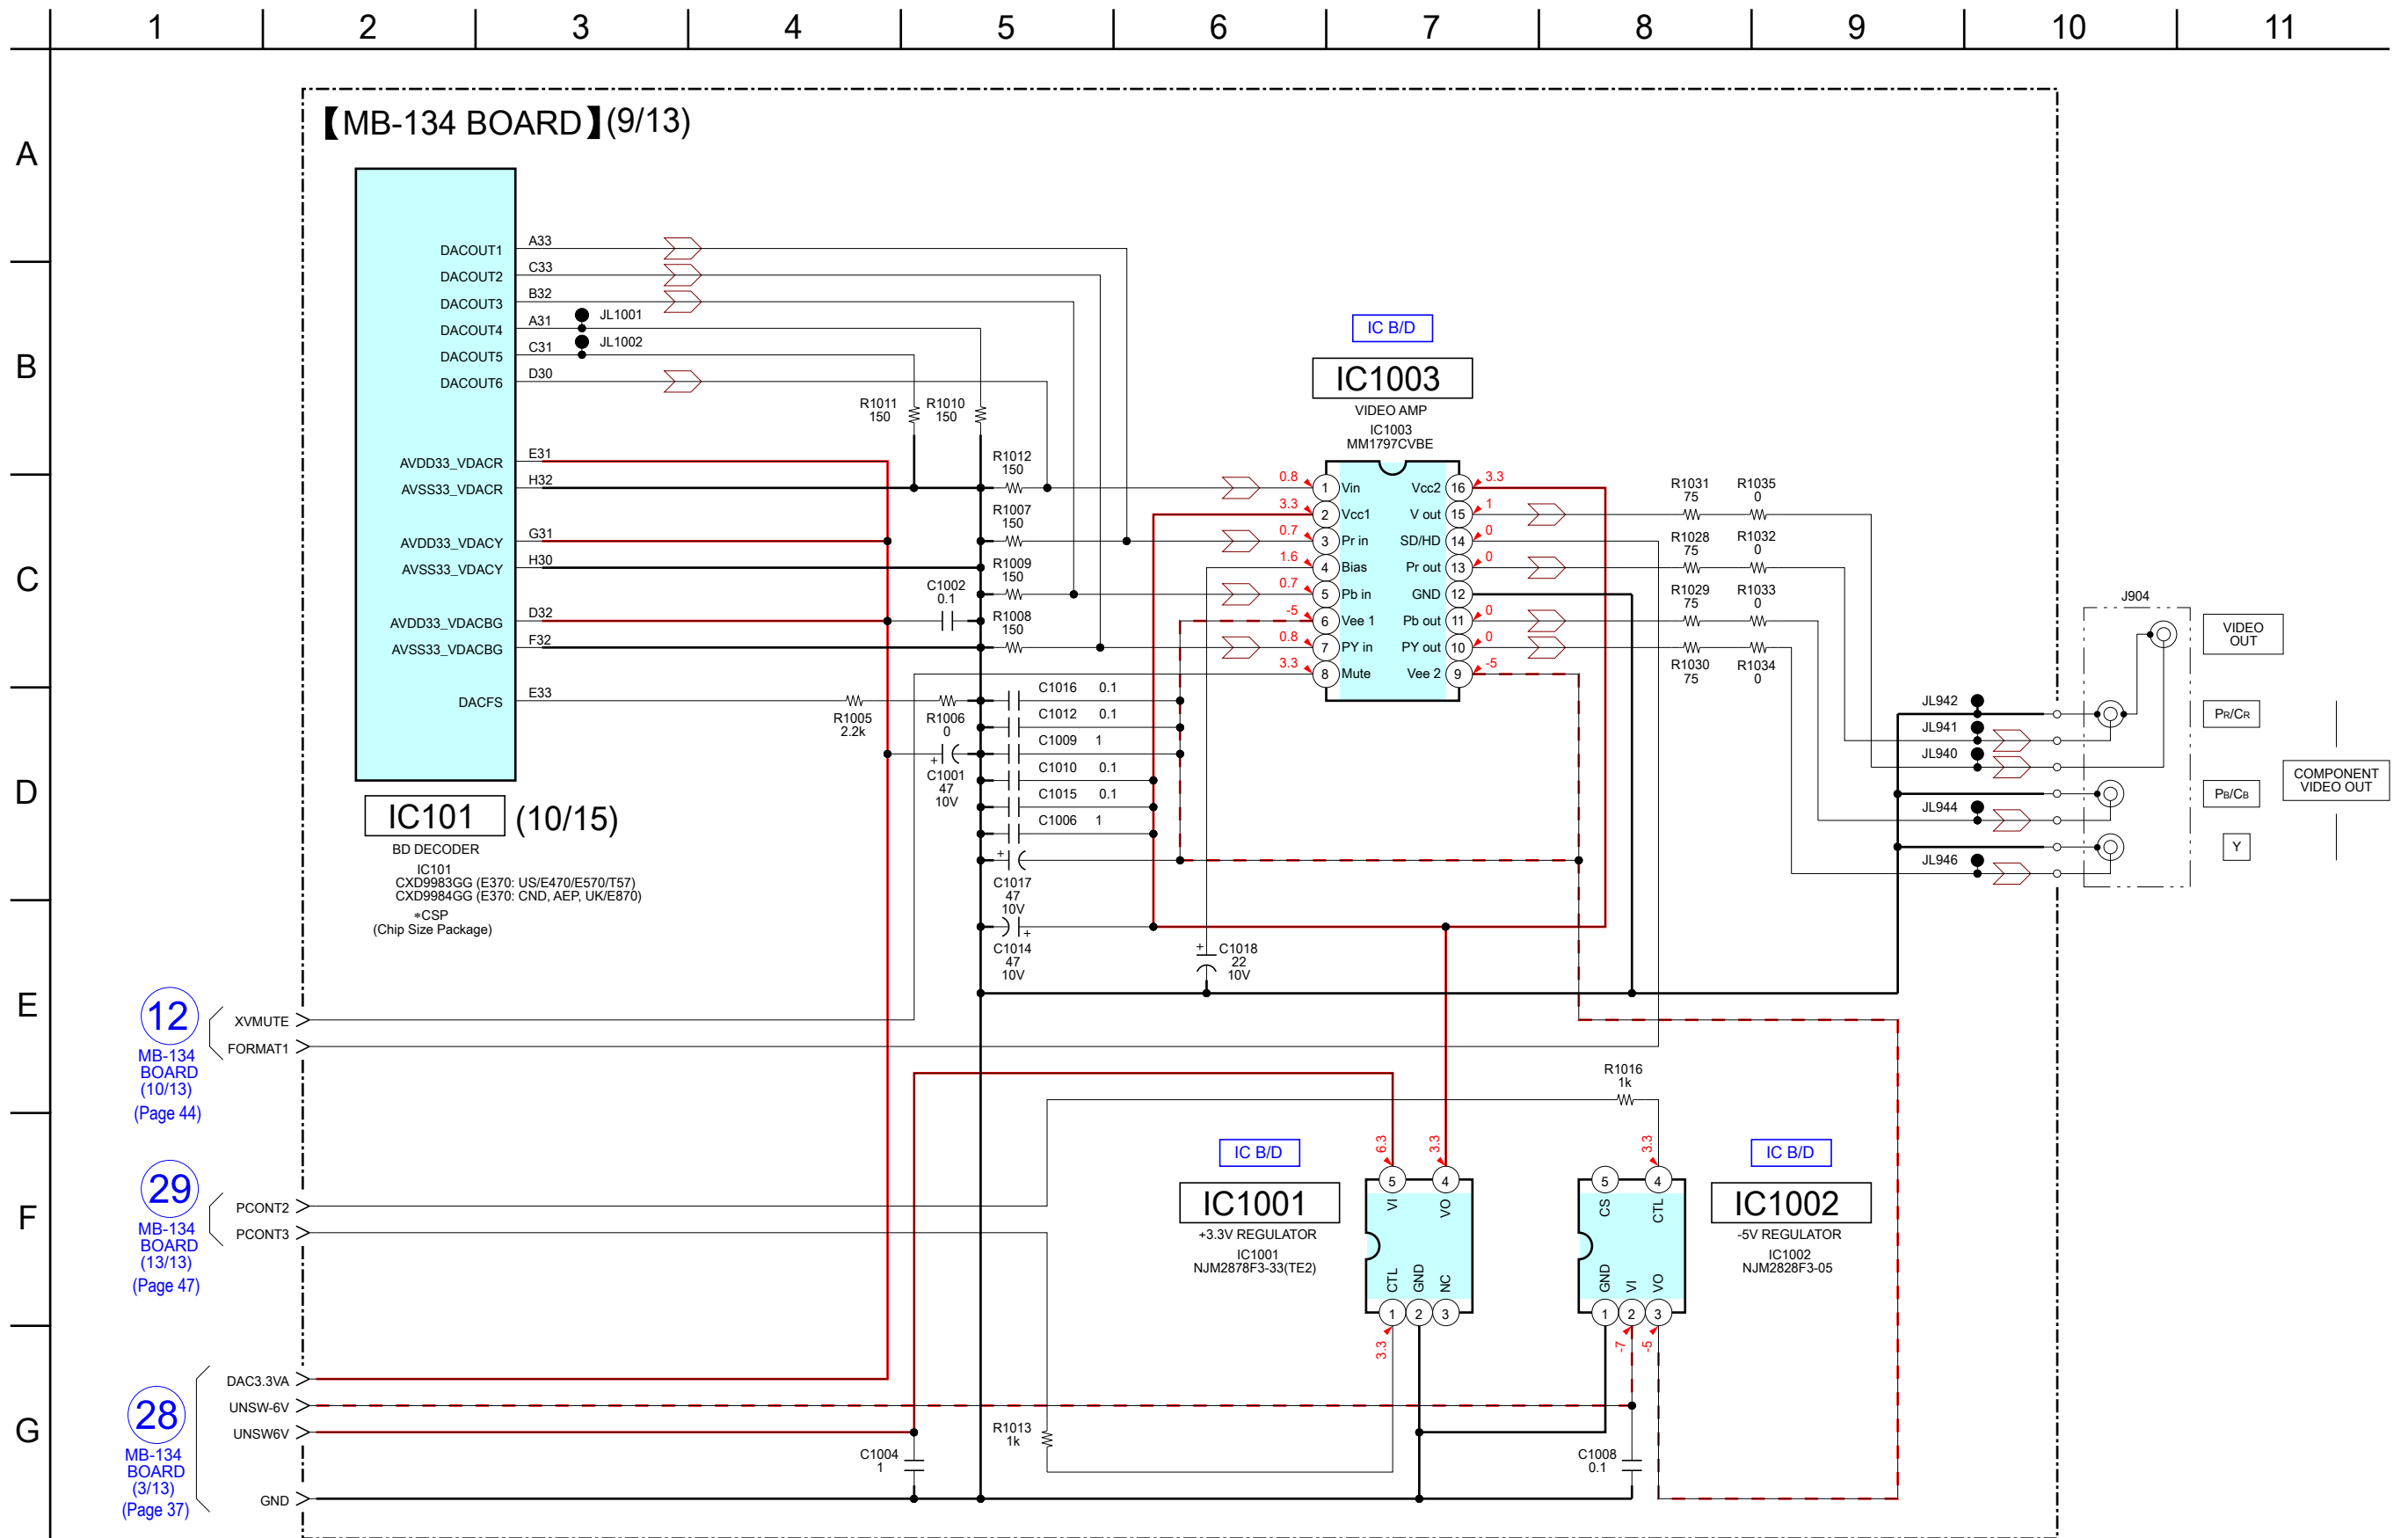 1 2 3 4 5 6 7 8 9 10 11
A
B
C
D
E
F
G
【MB-134 BOARD】(9/13)
DACOUT1 A33
DACOUT2 C33
DACOUT3 B32
DACOUT4 A31 JL1001
DACOUT5 C31 JL1002
DACOUT6 D30
AVDD33_VDACR E31
AVSS33_VDACR H32
AVDD33_VDACY G31
AVSS33_VDACY H30
AVDD33_VDACBG D32
AVSS33_VDACBG F32
DACFS E33
IC101 (10/15)
BD DECODER
IC101
CXD9983GG (E370: US/E470/E570/T57)
CXD9984GG (E370: CND, AEP, UK/E870)
*CSP
(Chip Size Package)
R1011
150
R1010
150
R1012
150
R1007
150
R1009
150
C1002
0.1
R1008
150
R1005
2.2k
R1006
0
C1001
47
10V
+
C1016 0.1
C1012 0.1
C1009 1
C1010 0.1
C1015 0.1
C1006 1
+
C1017
47
10V
+
C1014
47
10V
+
C1018
22
10V
IC B/D
IC1003
VIDEO AMP
IC1003
MM1797CVBE
0.8 1 Vin
3.3 2 Vcc1
0.7 3 Pr in
1.6 4 Bias
0.7 5 Pb in
-5 6 Vee 1
0.8 7 PY in
3.3 8 Mute
Vcc2 16 3.3
V out 15 1
SD/HD 14 0
Pr out 13 0
GND 12
Pb out 11 0
PY out 10 0
Vee 2 9 -5
R1031
75
R1035
0
R1028
75
R1032
0
R1029
75
R1033
0
R1030
75
R1034
0
J904
VIDEO
OUT
JL942
JL941
JL940
JL944
JL946
PR/CR
PB/CB
Y
COMPONENT
VIDEO OUT
12
MB-134
BOARD
(10/13)
(Page 44)
XVMUTE
FORMAT1
29
MB-134
BOARD
(13/13)
(Page 47)
PCONT2
PCONT3
28
MB-134
BOARD
(3/13)
(Page 37)
DAC3.3VA
UNSW-6V
UNSW6V
GND
C1004
1
R1013
1k
R1016
1k
C1008
0.1
IC B/D
IC1001
+3.3V REGULATOR
IC1001
NJM2878F3-33(TE2)
6.3 3.3
5 4
VI VO
CTL GND NC
1 2 3
3.3
3.3
5 4
CS CTL
GND VI VO
1 2 3
-7 -5
IC B/D
IC1002
-5V REGULATOR
IC1002
NJM2828F3-05